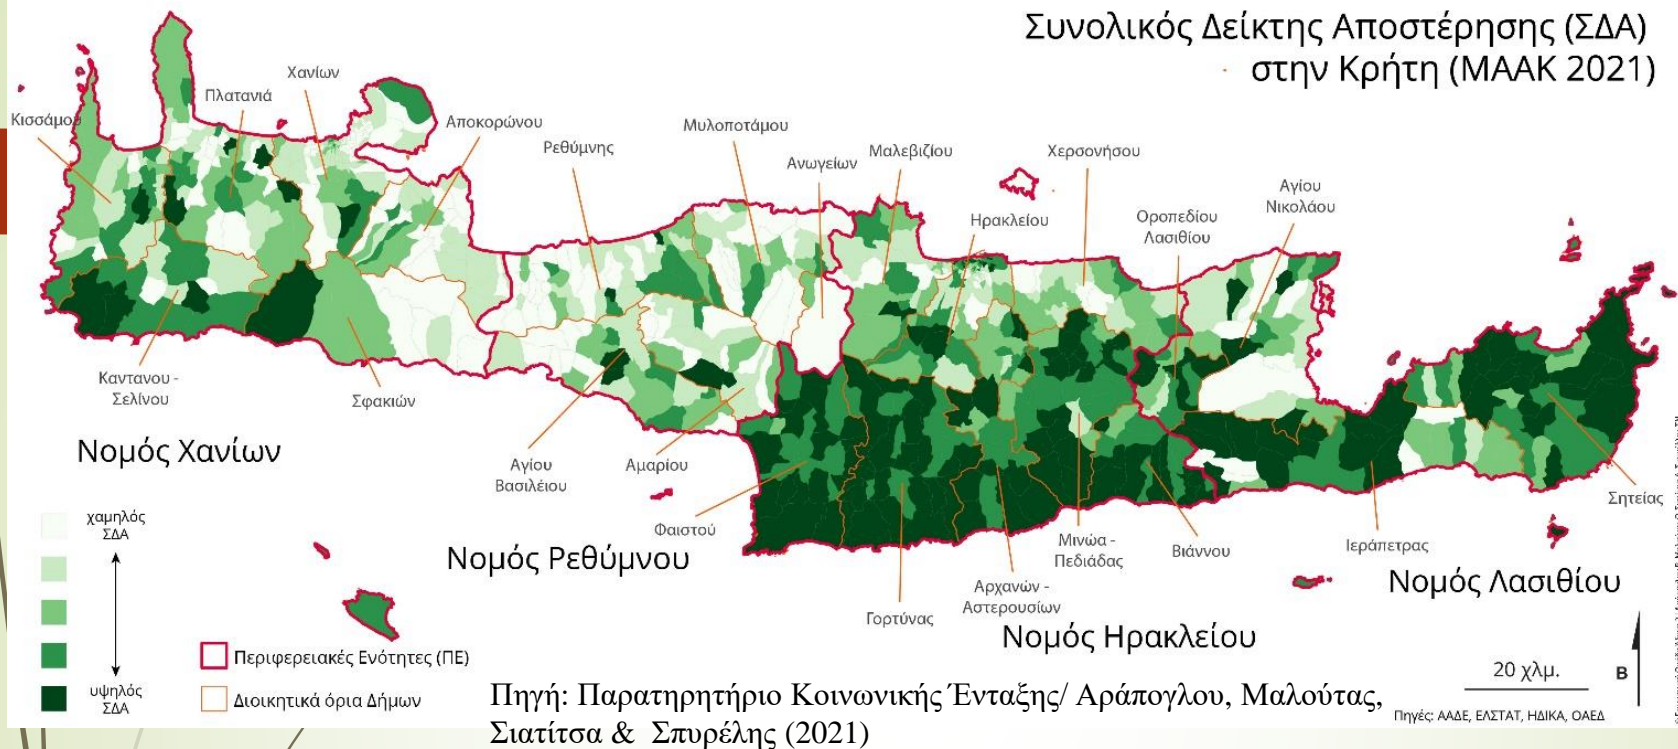 Συνολικός Δείκτης Αποστέρησης (ΣΔΑ)
στην Κρήτη (ΜΑΑΚ 2021)
Κισσάμου
Πλατανιά
Χανίων
Αποκορώνου
Ρεθύμνης
Μυλοποτάμου
Ανωγείων
Μαλεβιζίου
Ηρακλείου
Χερσονήσου
Οροπεδίου
Λασιθίου
Αγίου
Νικολάου
Καντανου -
Σελίνου
Σφακιών
Αγίου
Βασιλείου
Αμαρίου
Φαιστού
Γορτύνας
Αρχανών -
Αστερουσίων
Μινώα -
Πεδιάδας
Βιάννου
Ιεράπετρας
Σητείας
Νομός Χανίων
Νομός Ρεθύμνου
Νομός Ηρακλείου
Νομός Λασιθίου
χαμηλός
ΣΔΑ
υψηλός
ΣΔΑ
Περιφερειακές Ενότητες (ΠΕ)
Διοικητικά όρια Δήμων
20 χλμ.
Β
Πηγές: ΑΑΔΕ, ΕΛΣΤΑΤ, ΗΔΙΚΑ, ΟΑΕΔ
Πηγή: Παρατηρητήριο Κοινωνικής Ένταξης/ Αράπογλου, Μαλούτας,
Σιατίτσα & Σπυρέλης (2021)